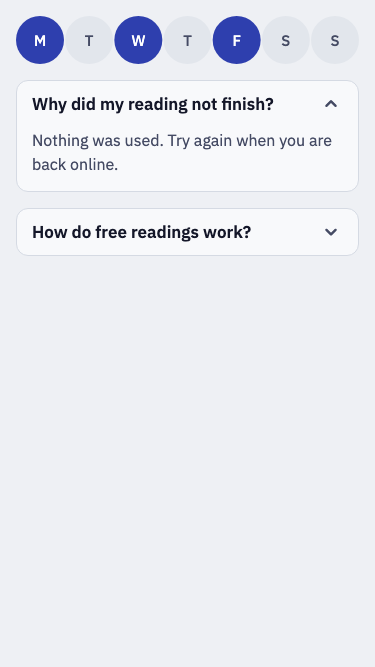 M T W T F S S
Why did my reading not finish?
Nothing was used. Try again when you are
back online.
How do free readings work?